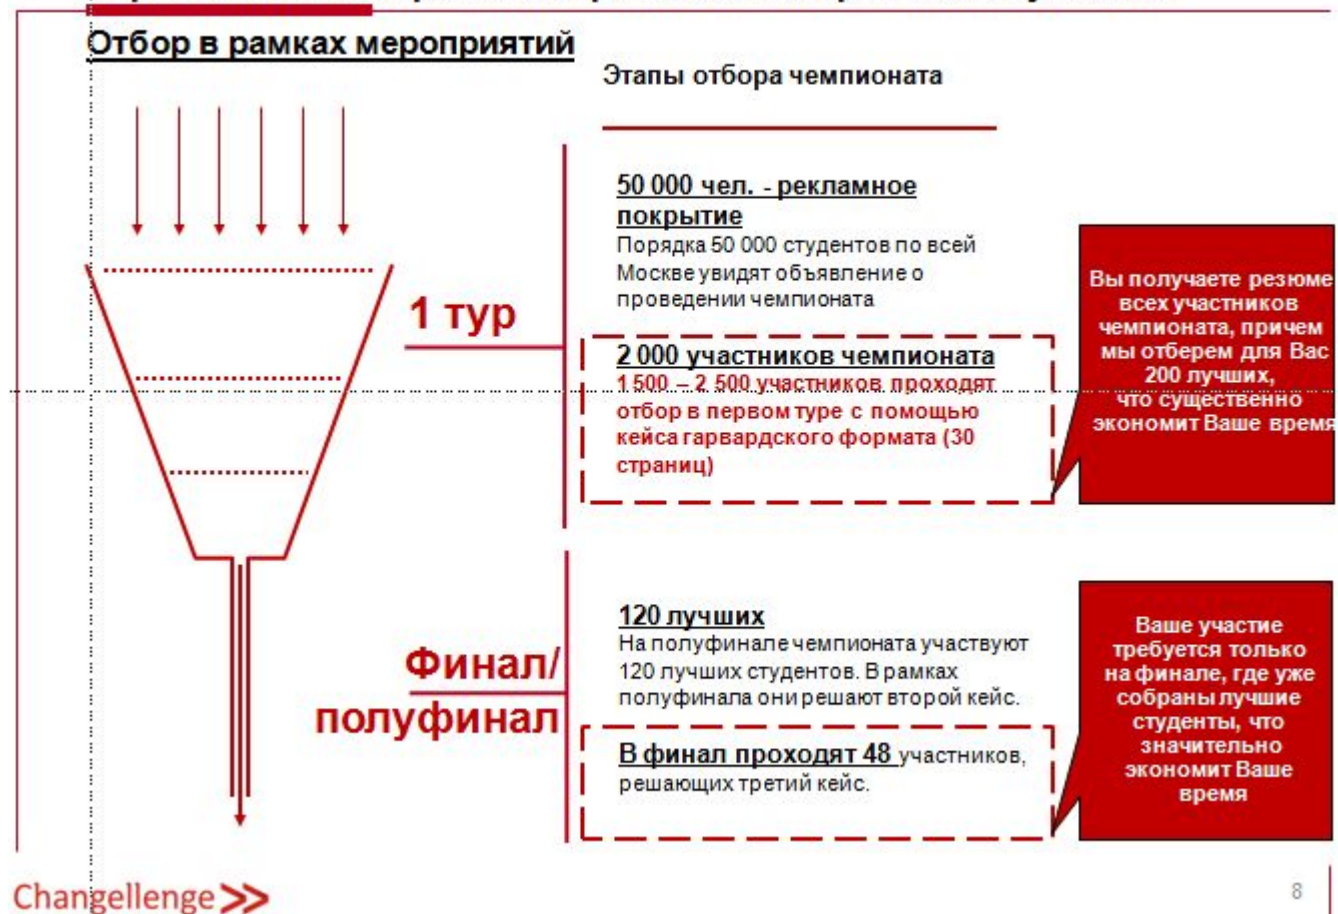 Отбор в рамках мероприятий
Этапы отбора чемпионата
1 тур
50 000 чел. - рекламное
покрытие
Порядка 50 000 студентов по всей
Москве увидят объявление о
проведении чемпионата
2 000 участников чемпионата
1 500 – 2 500 участников проходят
отбор в первом туре с помощью
кейса гарвардского формата (30
страниц)
Вы получаете резюме
всех участников
чемпионата, причем
мы отберем для Вас
200 лучших,
что существенно
экономит Ваше время
Финал/
полуфинал
120 лучших
На полуфинале чемпионата участвуют
120 лучших студентов. В рамках
полуфинала они решают второй кейс.
В финал проходят 48 участников,
решающих третий кейс.
Ваше участие
требуется только
на финале, где уже
собраны лучшие
студенты, что
значительно
экономит Ваше
время
Changellenge >>
8